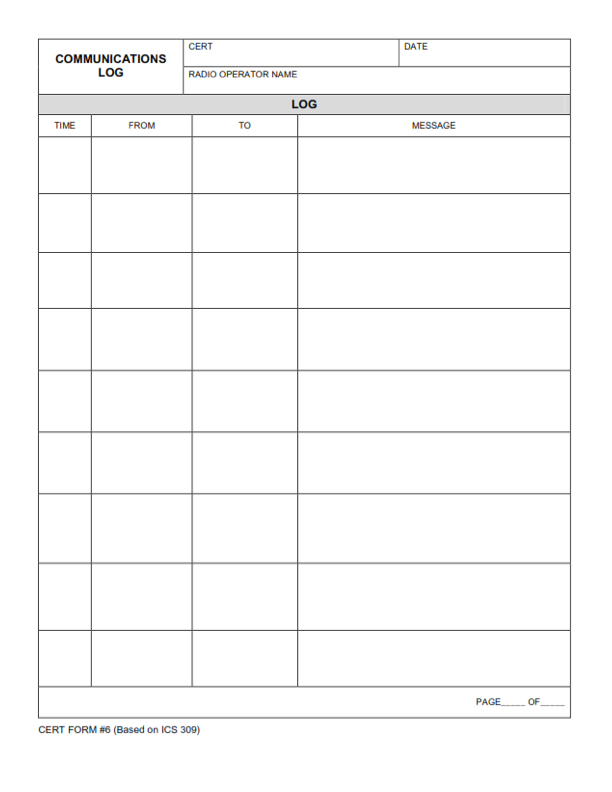 COMMUNICATIONS
LOG
CERT
DATE
RADIO OPERATOR NAME
LOG
TIME FROM TO MESSAGE
PAGE_____ OF_____
CERT FORM #6 (Based on ICS 309)